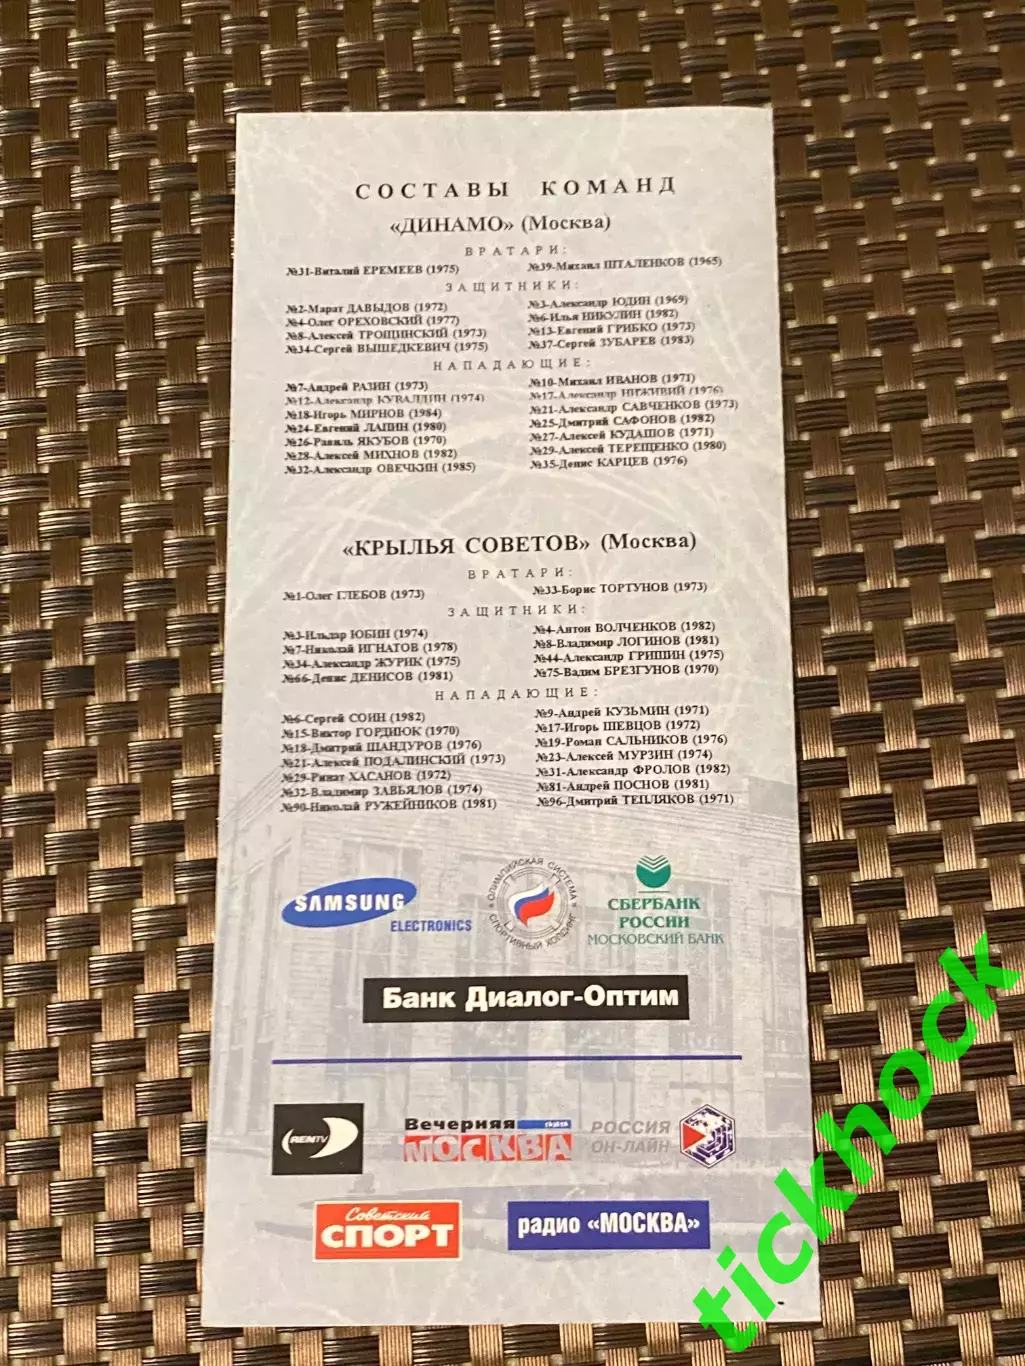 СОСТАВЫ КОМАНД
«ДИНАМО» (Москва)
ВРАТАРИ:
№31-Виталий ЕРЕМЕЕВ (1975) №39-Михаил ШТАЛЕНКОВ (1965)
ЗАЩИТНИКИ:
№2-Марат ДАВЫДОВ (1972) №3-Александр ЮДИН (1969)
№4-Олег ОРЕХОВСКИЙ (1977) №6-Илья НИКУЛИН (1982)
№8-Алексей ТРОЩИНСКИЙ (1973) №13-Евгений ГРИБКО (1973)
№34-Сергей ВЫШЕДКЕВИЧ (1975) №37-Сергей ЗУБАРЕВ (1983)
НАПАДАЮЩИЕ:
№7-Андрей РАЗИН (1973) №10-Михаил ИВАНОВ (1971)
№12-Александр КУВАЛДИН (1974) №17-Александр НИЖИВИЙ (1976)
№18-Игорь МИРНОВ (1984) №21-Александр САВЧЕНКОВ (1973)
№24-Евгений ЛАПИН (1980) №25-Дмитрий САФОНОВ (1982)
№26-Равиль ЯКУБОВ (1970) №27-Алексей КУДАШОВ (1971)
№28-Алексей МИХНОВ (1982) №29-Алексей ТЕРЕЩЕНКО (1980)
№32-Александр ОВЕЧКИН (1985) №35-Денис КАРЦЕВ (1976)
«КРЫЛЬЯ СОВЕТОВ» (Москва)
ВРАТАРИ:
№1-Олег ГЛЕБОВ (1973) №33-Борис ТОРТУНОВ (1973)
ЗАЩИТНИКИ:
№3-Ильдар ЮБИН (1974) №4-Антон ВОЛЧЕНКОВ (1982)
№7-Николай ИГНАТОВ (1978) №8-Владимир ЛОГИНОВ (1981)
№34-Александр ЖУРИК (1975) №44-Александр ГРИШИН (1975)
№66-Денис ДЕНИСОВ (1981) №75-Вадим БРЕЗГУНОВ (1970)
НАПАДАЮЩИЕ:
№6-Сергей СОИН (1982) №9-Андрей КУЗЬМИН (1971)
№15-Виктор ГОРДИЮК (1970) №17-Игорь ШЕВЦОВ (1972)
№18-Дмитрий ШАНДУРОВ (1976) №19-Роман САЛЬНИКОВ (1976)
№21-Алексей ПОДАЛИНСКИЙ (1973) №23-Алексей МУРЗИН (1974)
№29-Ринат ХАСАНОВ (1972) №31-Александр ФРОЛОВ (1982)
№32-Владимир ЗАВЬЯЛОВ (1974) №81-Андрей ПОСНОВ (1981)
№90-Николай РУЖЕЙНИКОВ (1981) №96-Дмитрий ТЕПЛЯКОВ (1971)
SAMSUNG
ELECTRONICS
ОЛИМПИЙСКАЯ СИСТЕМА
СПОРТИВНЫЙ ХОЛДИНГ
СБЕРБАНК
РОССИИ
МОСКОВСКИЙ БАНК
Банк Диалог-Оптим
RENTV
Вечерняя
МОСКВА
РОССИЯ
ОН-ЛАЙН
Советский
СПОРТ
радио «МОСКВА»
tickhock